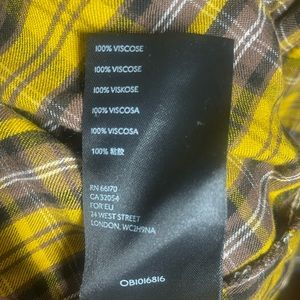 100% VISCOSE
100% VISCOSE
100% VISKOSE
100% VISCOSA
100% VISCOSA
100% 粘胶
RN 66170
CA 32054
FOR EU
34 WEST STREET
LONDON, WC2H9NA
OB1016816